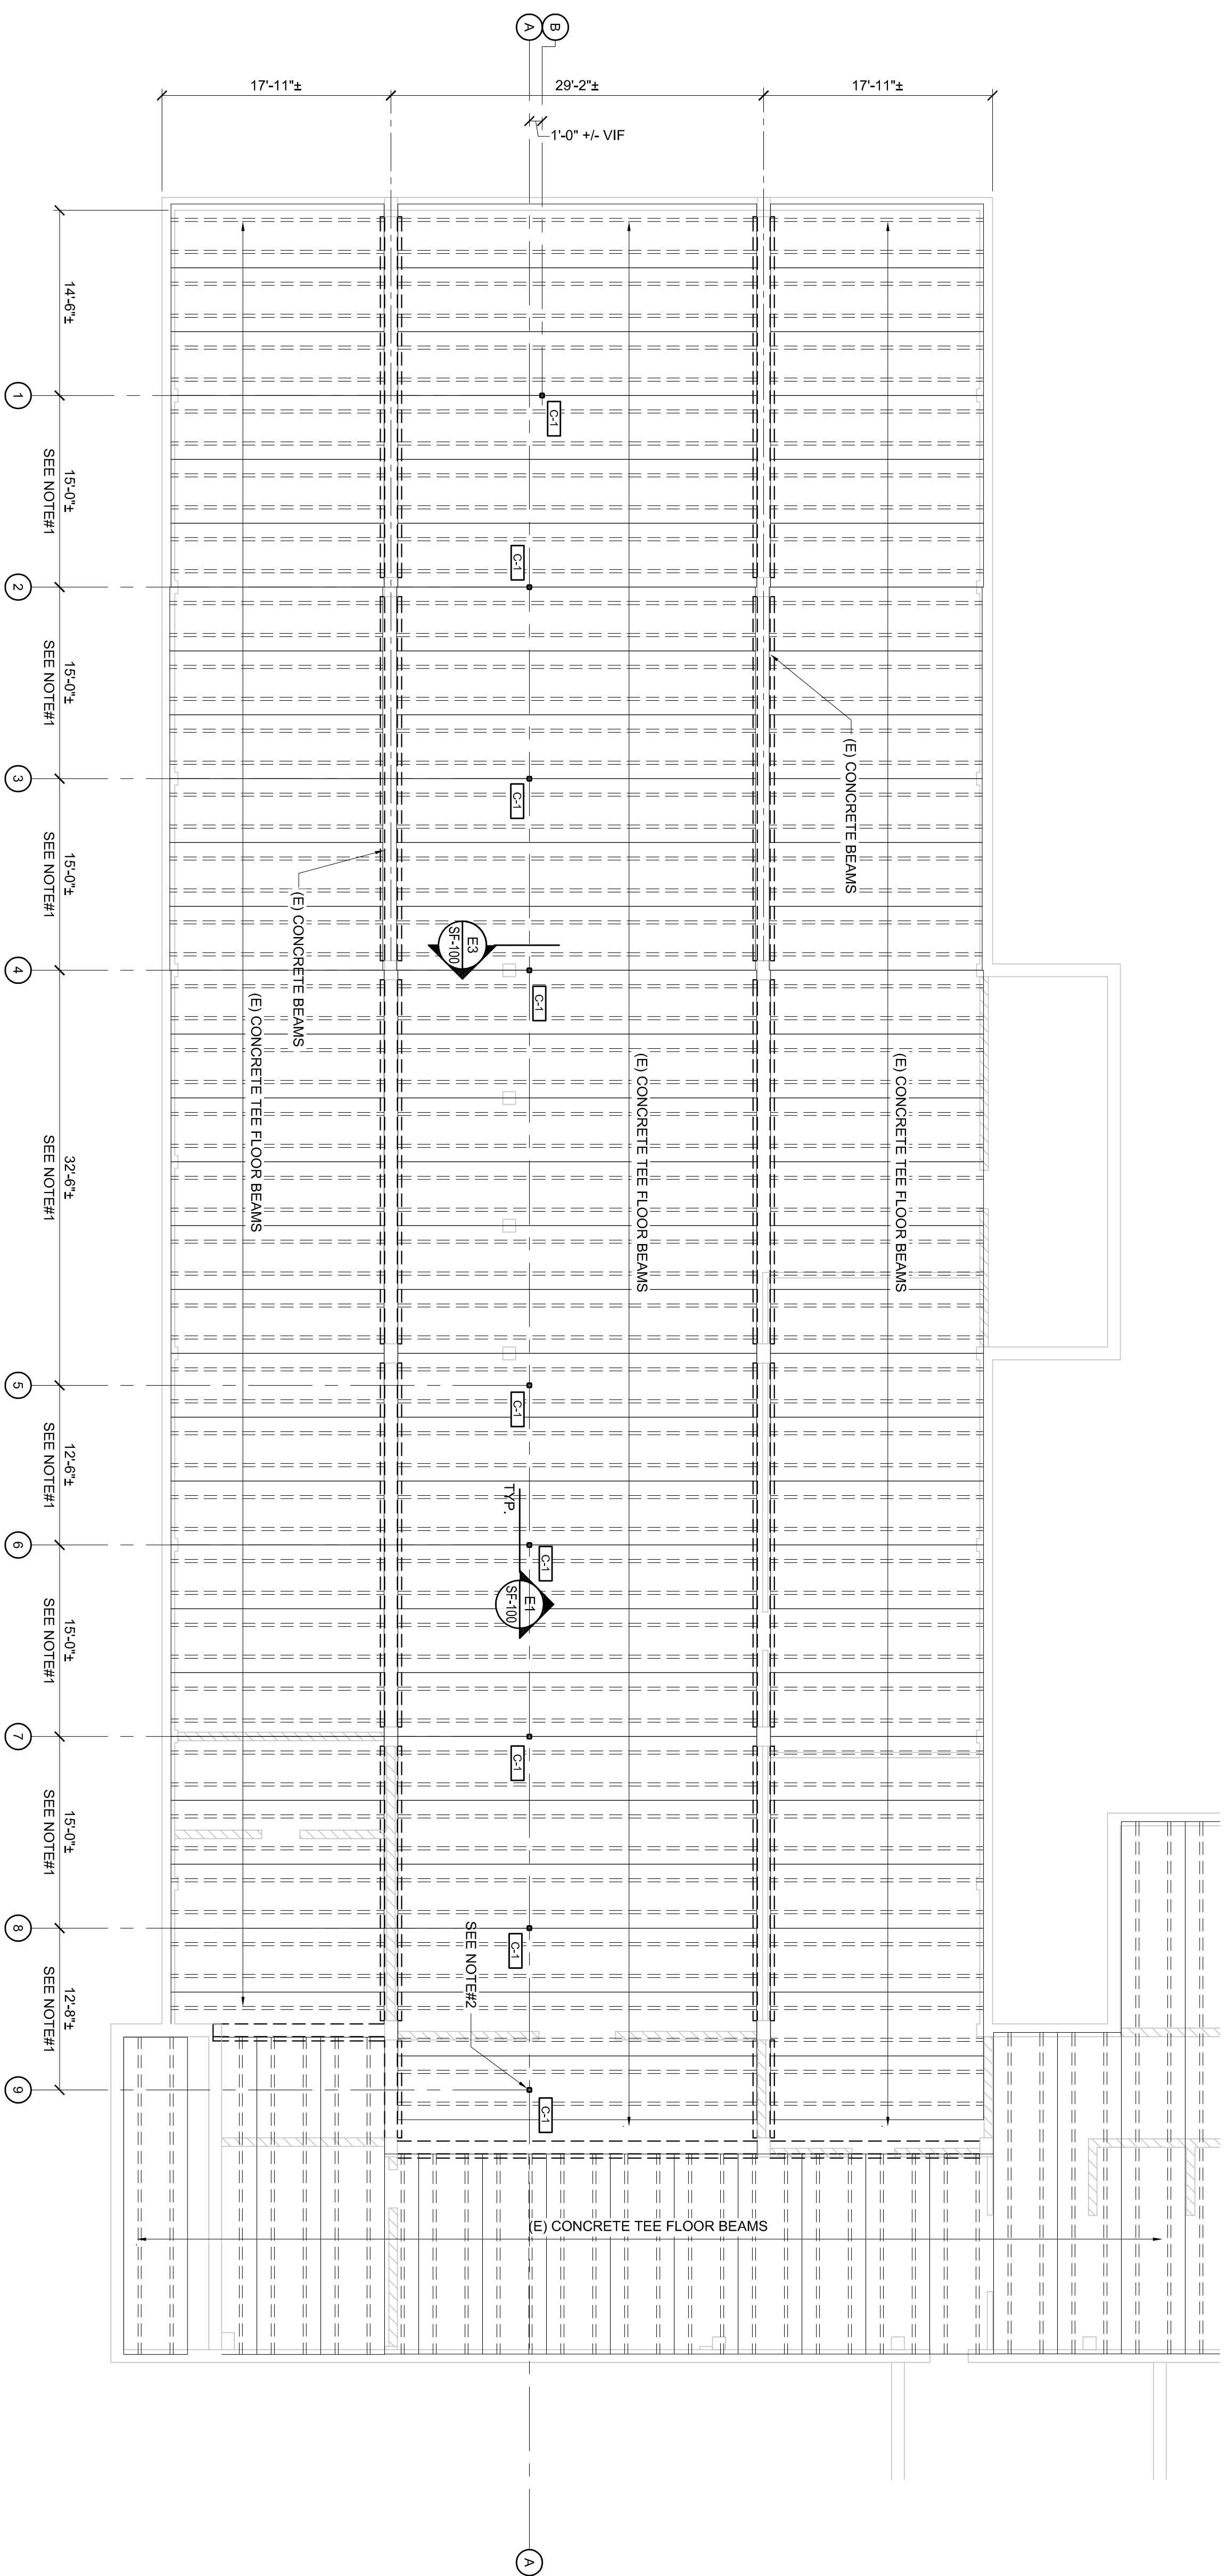 A
B
17'-11"±
29'-2"±
17'-11"±
1'-0" +/- VIF
14'-6"±
1
15'-0"±
SEE NOTE#1
2
15'-0"±
SEE NOTE#1
3
15'-0"±
SEE NOTE#1
4
32'-6"±
SEE NOTE#1
5
12'-6"±
SEE NOTE#1
6
15'-0"±
SEE NOTE#1
7
15'-0"±
SEE NOTE#1
8
12'-8"±
SEE NOTE#1
9
C-1
C-1
C-1
C-1
C-1
C-1
C-1
C-1
C-1
(E) CONCRETE BEAMS
(E) CONCRETE BEAMS
E3
SF-100
(E) CONCRETE TEE FLOOR BEAMS
(E) CONCRETE TEE FLOOR BEAMS
(E) CONCRETE TEE FLOOR BEAMS
TYP.
E1
SF-100
SEE NOTE#2
(E) CONCRETE TEE FLOOR BEAMS
A